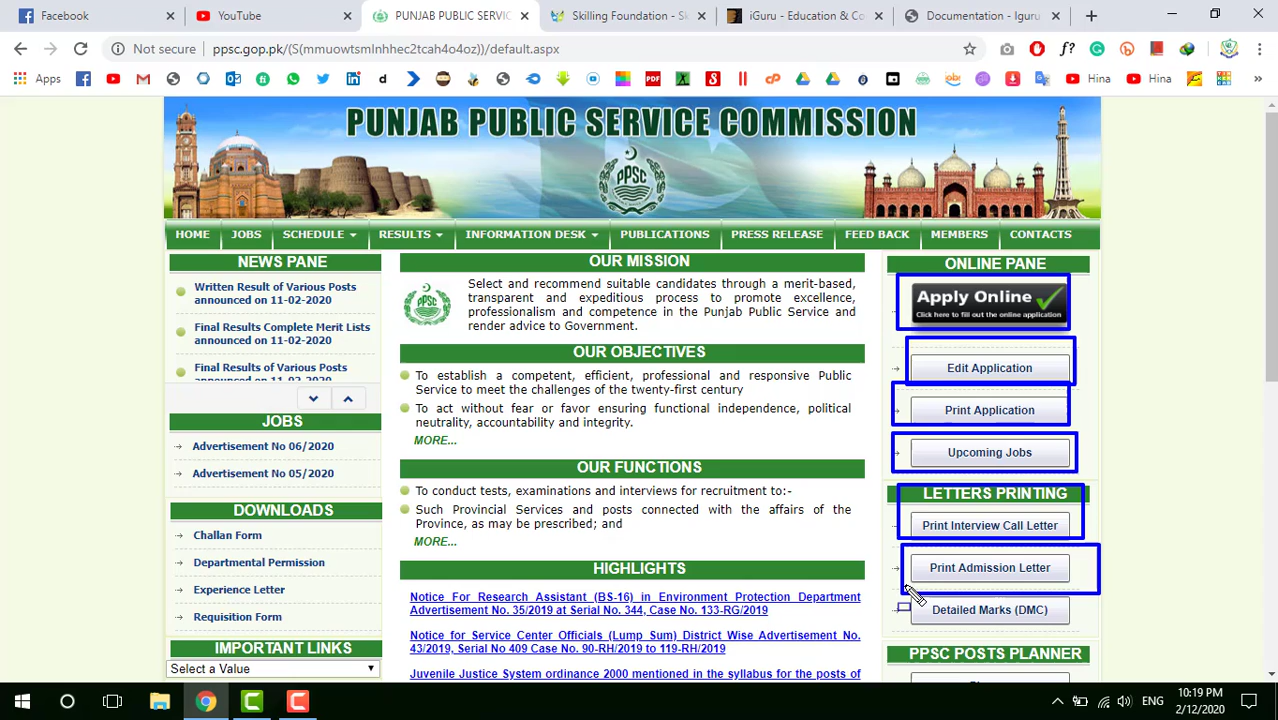 Facebook
YouTube
PUNJAB PUBLIC SERVIC
Skilling Foundation - Sk
iGuru - Education & Co
Documentation - Iguru
Not secure
ppsc.gop.pk/(S(mmuowtsmlnhhec2tcah4o4oz))/default.aspx
Apps
Hina
Hina
PUNJAB PUBLIC SERVICE COMMISSION
PPSC
HOME
JOBS
SCHEDULE
RESULTS
INFORMATION DESK
PUBLICATIONS
PRESS RELEASE
FEED BACK
MEMBERS
CONTACTS
NEWS PANE
Written Result of Various Posts
announced on 11-02-2020
Final Results Complete Merit Lists
announced on 11-02-2020
Final Results of Various Posts
JOBS
Advertisement No 06/2020
Advertisement No 05/2020
DOWNLOADS
Challan Form
Departmental Permission
Experience Letter
Requisition Form
IMPORTANT LINKS
Select a Value
OUR MISSION
Select and recommend suitable candidates through a merit-based,
transparent and expeditious process to promote excellence,
professionalism and competence in the Punjab Public Service and
render advice to Government.
OUR OBJECTIVES
To establish a competent, efficient, professional and responsive Public
Service to meet the challenges of the twenty-first century
To act without fear or favor ensuring functional independence, political
neutrality, accountability and integrity.
MORE...
OUR FUNCTIONS
To conduct tests, examinations and interviews for recruitment to:-
Such Provincial Services and posts connected with the affairs of the
Province, as may be prescribed; and
MORE...
HIGHLIGHTS
Notice For Research Assistant (BS-16) in Environment Protection Department
Advertisement No. 35/2019 at Serial No. 344, Case No. 133-RG/2019
Notice for Service Center Officials (Lump Sum) District Wise Advertisement No.
43/2019, Serial No 409 Case No. 90-RH/2019 to 119-RH/2019
Juvenile Justice System ordinance 2000 mentioned in the syllabus for the posts of
ONLINE PANE
Apply Online
Click here to fill out the online application
Edit Application
Print Application
Upcoming Jobs
LETTERS PRINTING
Print Interview Call Letter
Print Admission Letter
Detailed Marks (DMC)
PPSC POSTS PLANNER
ENG
10:19 PM
2/12/2020